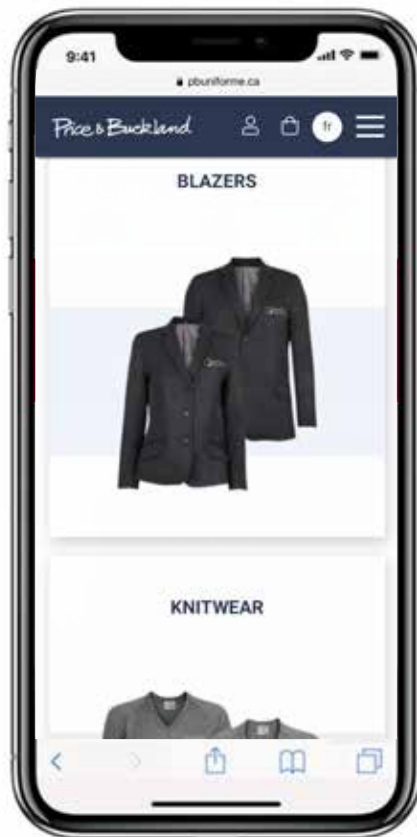 9:41
pbuniforme.ca
Price & Buckland
fr
BLAZERS
KNITWEAR